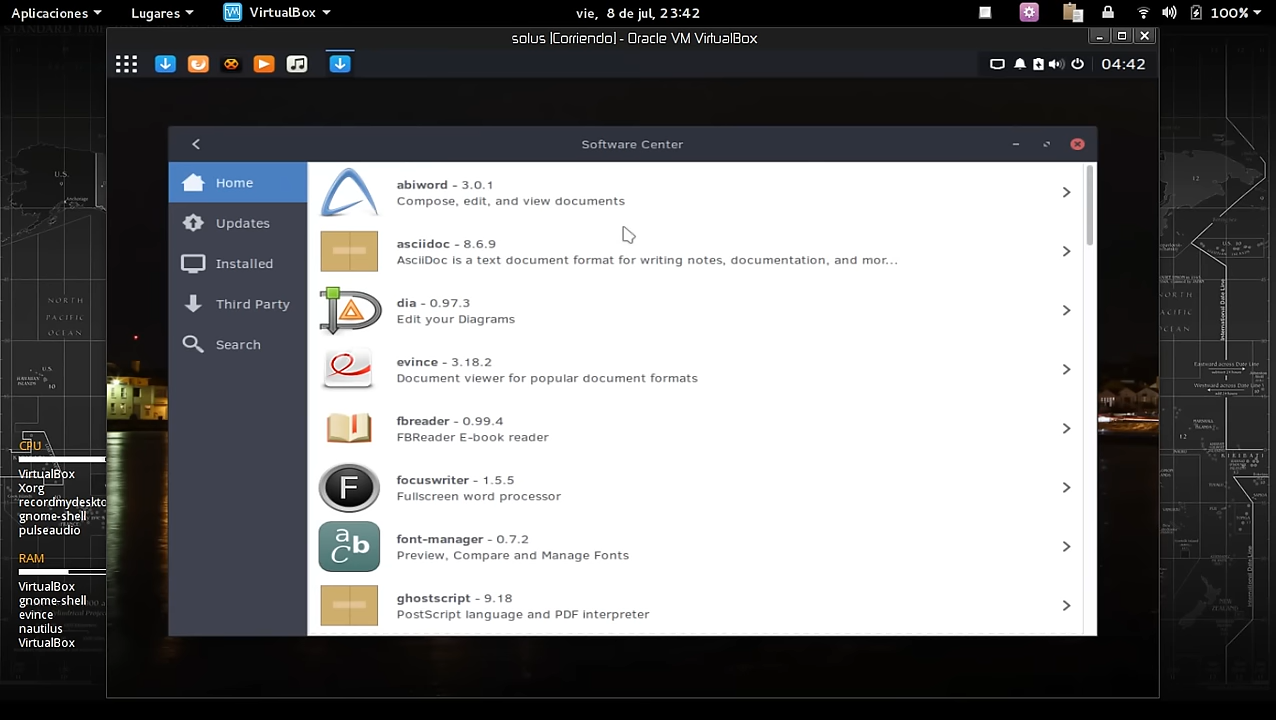 Aplicaciones
Lugares
VirtualBox
vie, 8 de jul, 23:42
100%
solus [Corriendo] - Oracle VM VirtualBox
04:42
Software Center
Home
Updates
Installed
Third Party
Search
abiword - 3.0.1
Compose, edit, and view documents
asciidoc - 8.6.9
AsciiDoc is a text document format for writing notes, documentation, and mor...
dia - 0.97.3
Edit your Diagrams
evince - 3.18.2
Document viewer for popular document formats
fbreader - 0.99.4
FBReader E-book reader
focuswriter - 1.5.5
Fullscreen word processor
font-manager - 0.7.2
Preview, Compare and Manage Fonts
ghostscript - 9.18
PostScript language and PDF interpreter
CPU
VirtualBox
Xorg
recordmydeskto
gnome-shell
pulseaudio
RAM
VirtualBox
gnome-shell
evince
nautilus
VirtualBox
U.S.
NORTH
PACIFIC
OCEAN